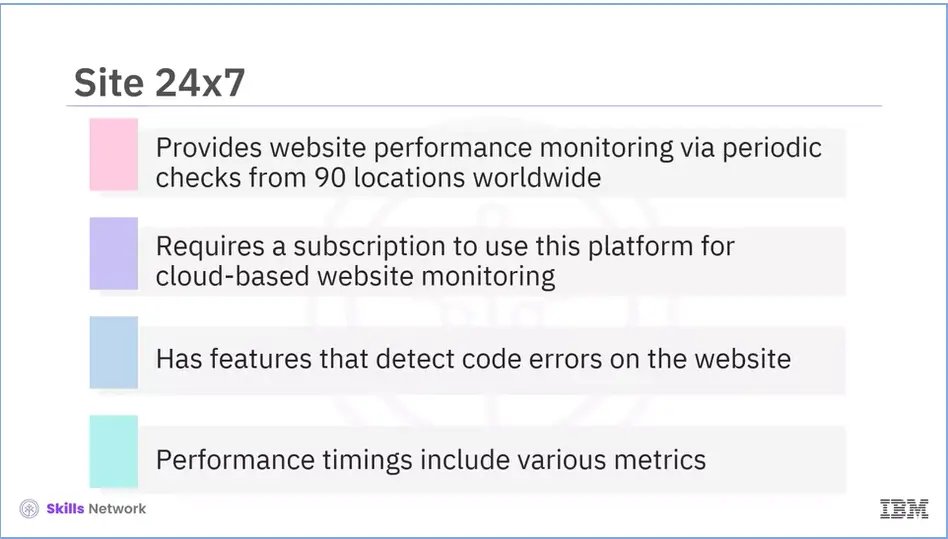 Site 24x7
Provides website performance monitoring via periodic
checks from 90 locations worldwide
Requires a subscription to use this platform for
cloud-based website monitoring
Has features that detect code errors on the website
Performance timings include various metrics
Skills Network
IBM